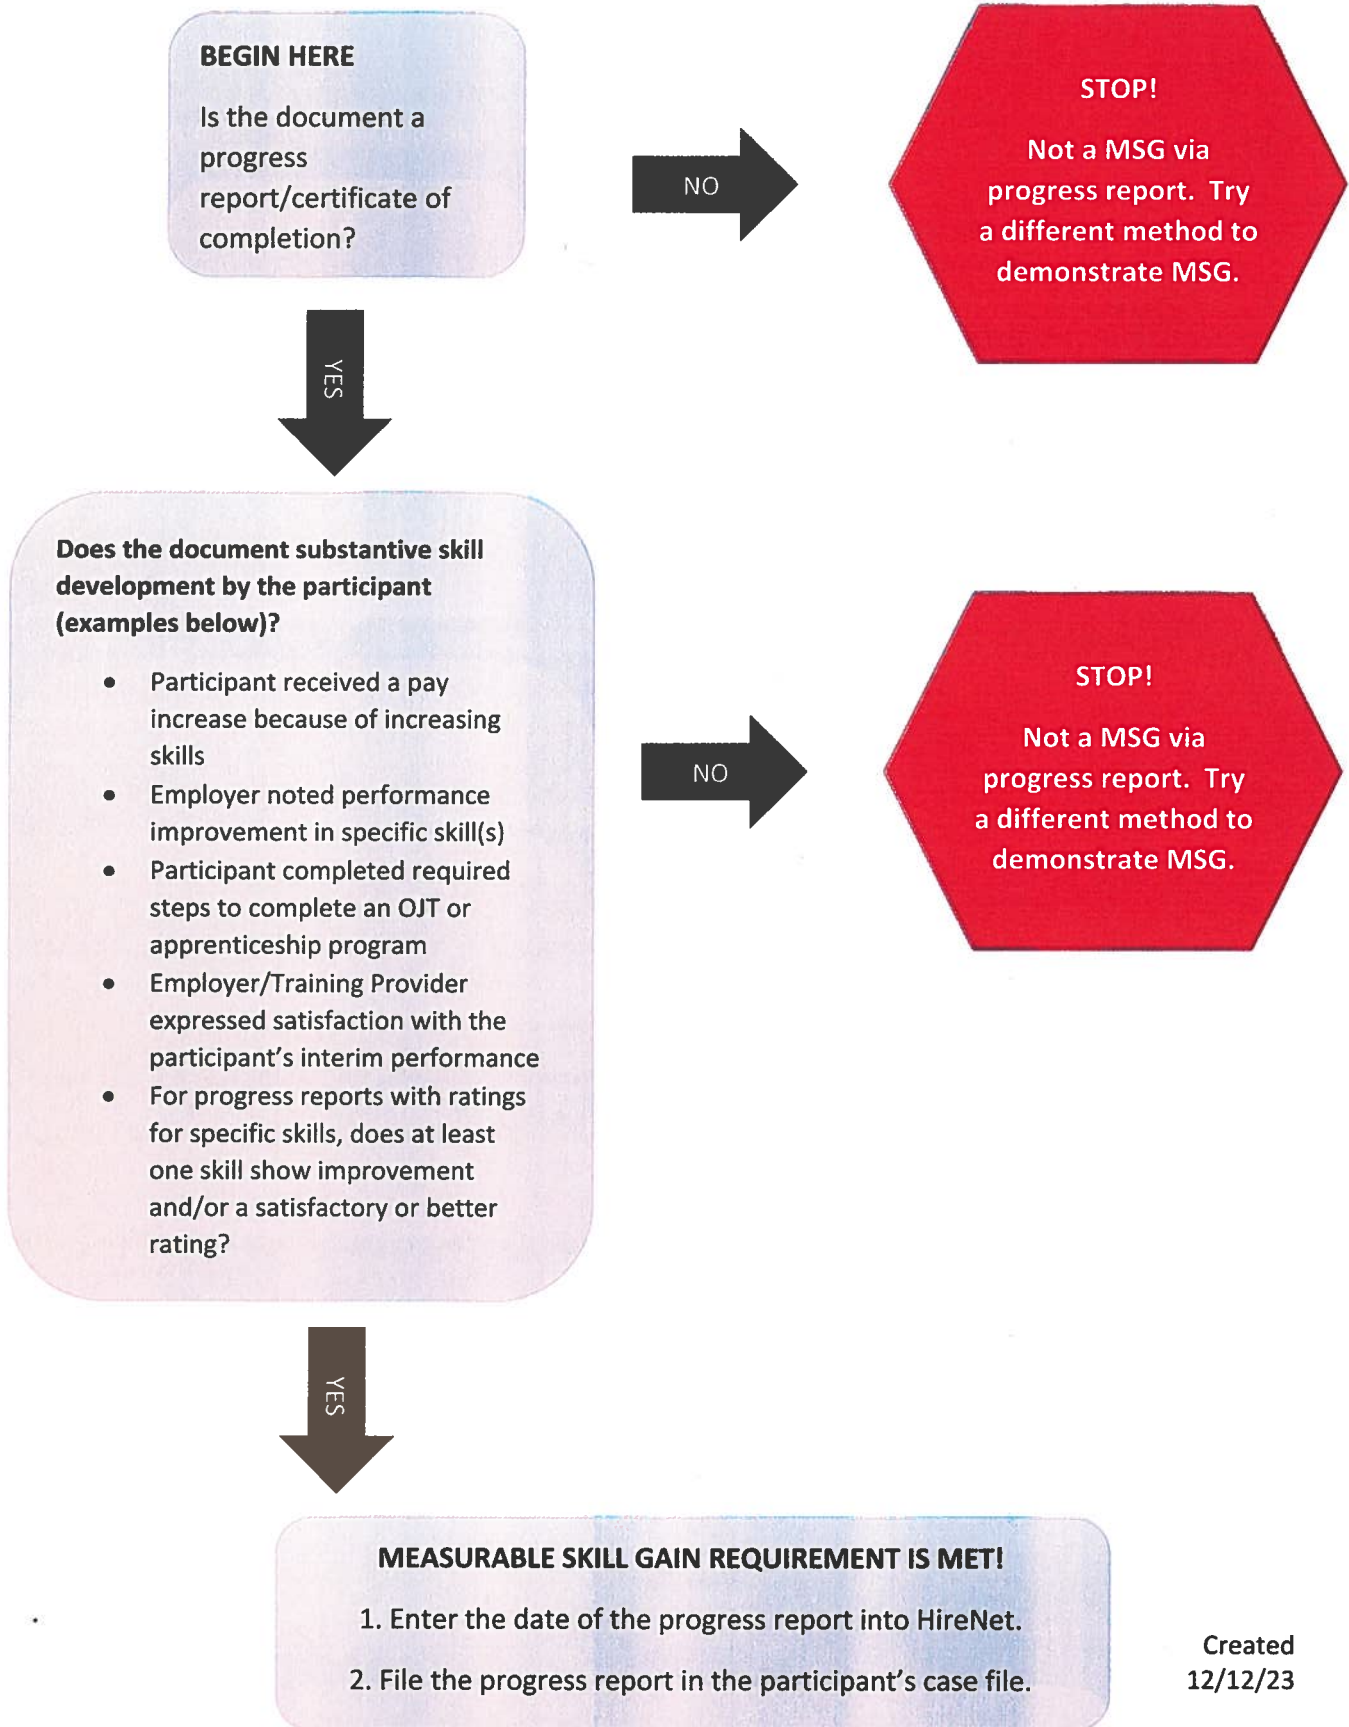 BEGIN HERE
Is the document a
progress
report/certificate of
completion?
NO
STOP!
Not a MSG via
progress report.  Try
a different method to
demonstrate MSG.
YES
Does the document substantive skill
development by the participant
(examples below)?
• Participant received a pay
increase because of increasing
skills
• Employer noted performance
improvement in specific skill(s)
• Participant completed required
steps to complete an OJT or
apprenticeship program
• Employer/Training Provider
expressed satisfaction with the
participant's interim performance
• For progress reports with ratings
for specific skills, does at least
one skill show improvement
and/or a satisfactory or better
rating?
NO
STOP!
Not a MSG via
progress report.  Try
a different method to
demonstrate MSG.
YES
MEASURABLE SKILL GAIN REQUIREMENT IS MET!
1. Enter the date of the progress report into HireNet.
2. File the progress report in the participant's case file.
Created
12/12/23